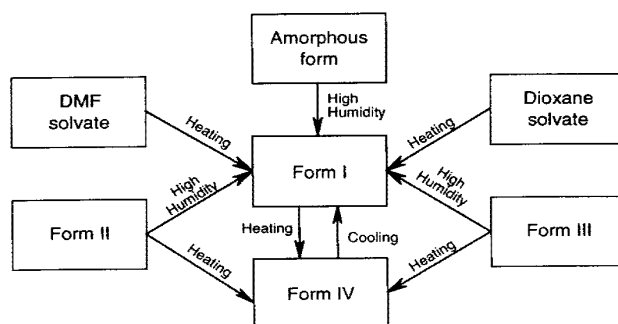 Amorphous
form
DMF
solvate
High
Humidity
Dioxane
solvate
Heating
Heating
Form I
High
Humidity
High
Humidity
Form II
Heating
Cooling
Form III
Heating
Heating
Form IV